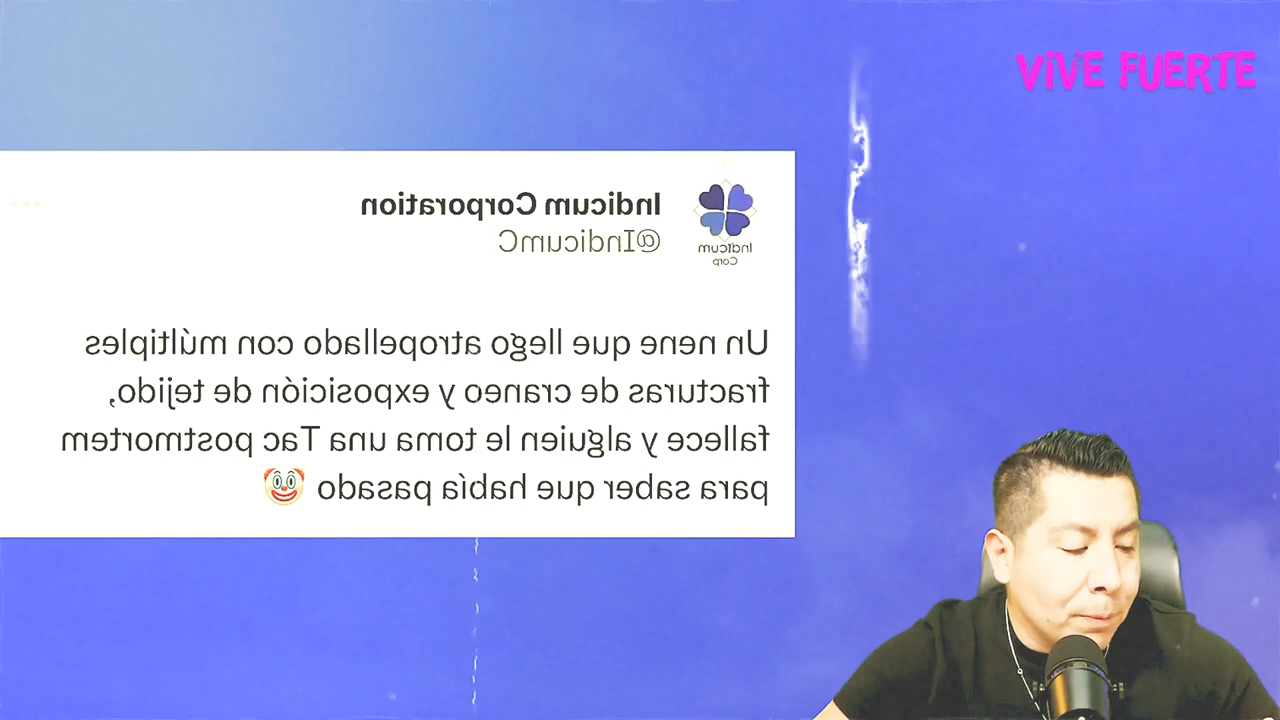 VIVE FUERTE
Indicum Corporation
@IndicumC
Indicum
Corp
Un nene que llego atropellado con múltiples
fracturas de craneo y exposición de tejido,
fallece y alguien le toma una Tac postmortem
para saber que había pasado 🤡